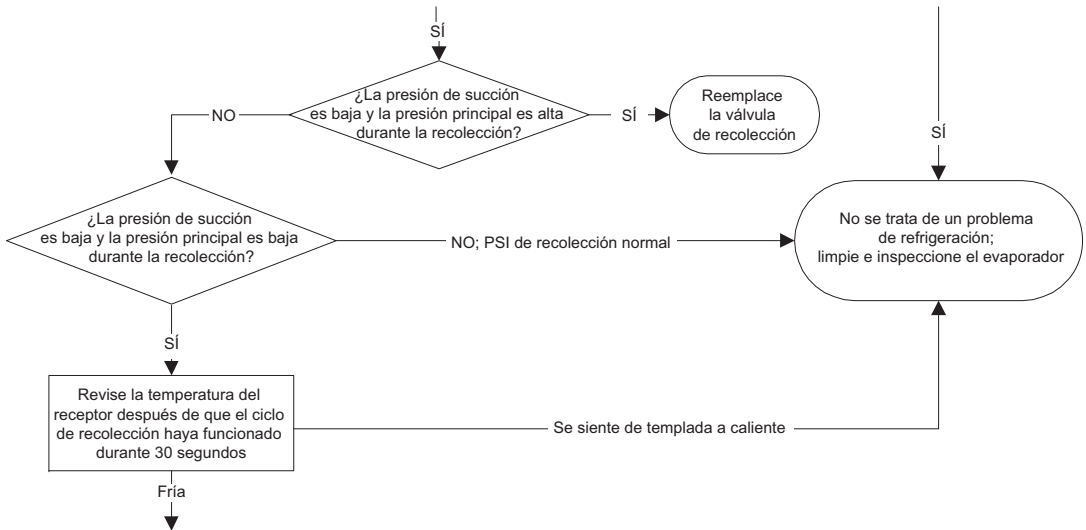 SÍ
¿La presión de succión
es baja y la presión principal es alta
durante la recolección?
NO
SÍ
Reemplace
la válvula
de recolección
SÍ
¿La presión de succión
es baja y la presión principal es baja
durante la recolección?
NO; PSI de recolección normal
No se trata de un problema
de refrigeración;
limpie e inspeccione el evaporador
SÍ
Revise la temperatura del
receptor después de que el ciclo
de recolección haya funcionado
durante 30 segundos
Se siente de templada a caliente
Fría